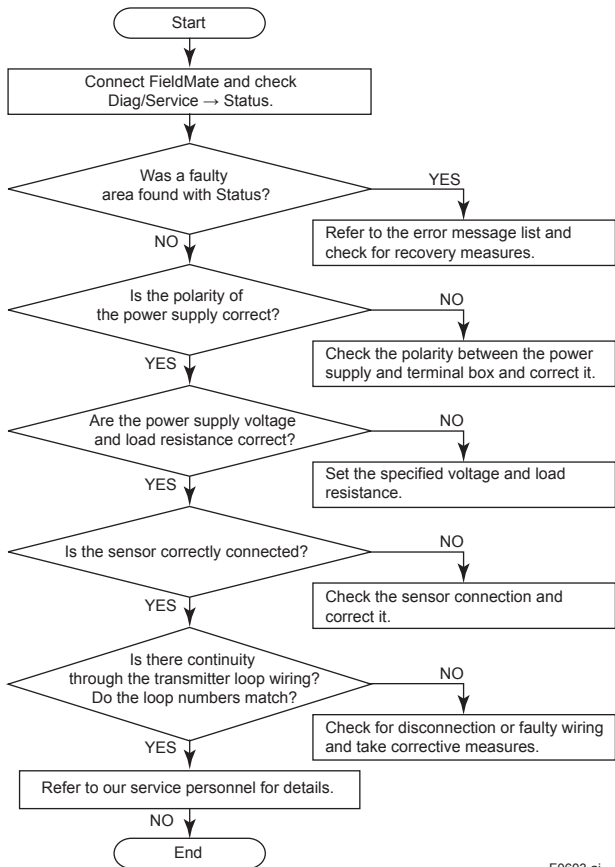 Start
Connect FieldMate and check
Diag/Service → Status.
Was a faulty
area found with Status?
YES
Refer to the error message list and
check for recovery measures.
NO
Is the polarity of
the power supply correct?
NO
Check the polarity between the power
supply and terminal box and correct it.
YES
Are the power supply voltage
and load resistance correct?
NO
Set the specified voltage and load
resistance.
YES
Is the sensor correctly connected?
NO
Check the sensor connection and
correct it.
YES
Is there continuity
through the transmitter loop wiring?
Do the loop numbers match?
NO
Check for disconnection or faulty wiring
and take corrective measures.
YES
Refer to our service personnel for details.
NO
End